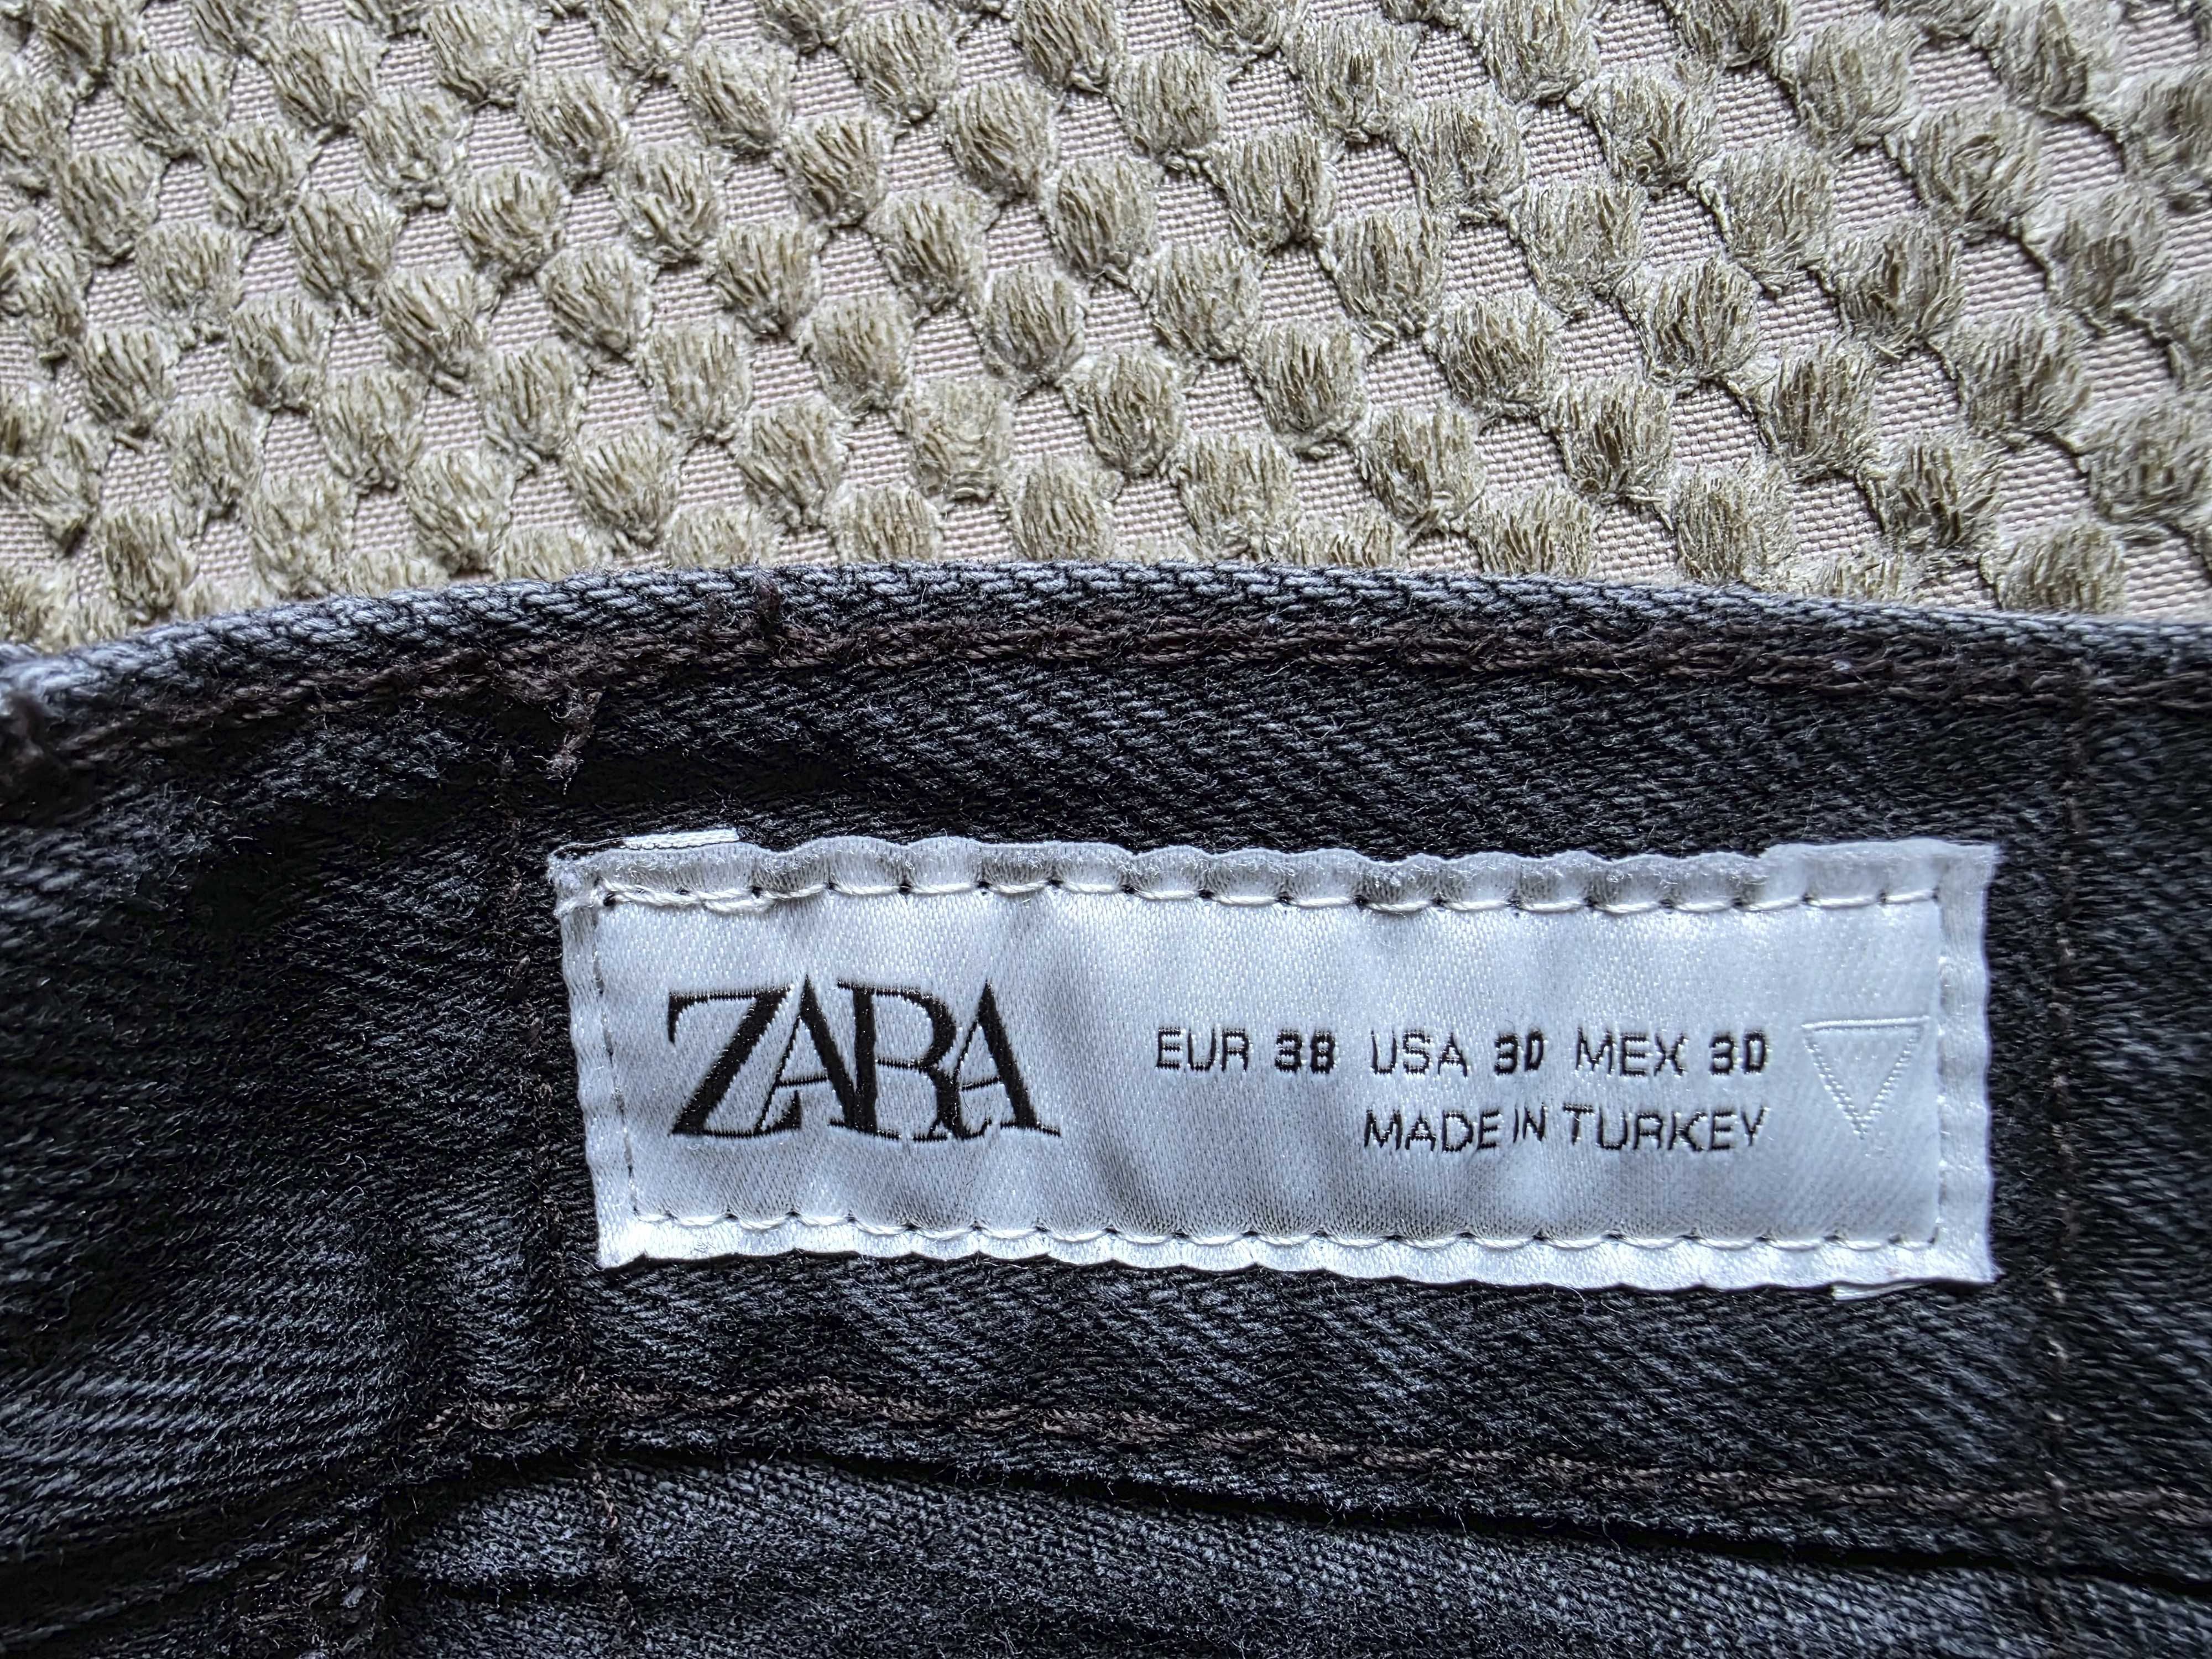 ZARA
EUR 38 USA 30 MEX 30
MADE IN TURKEY